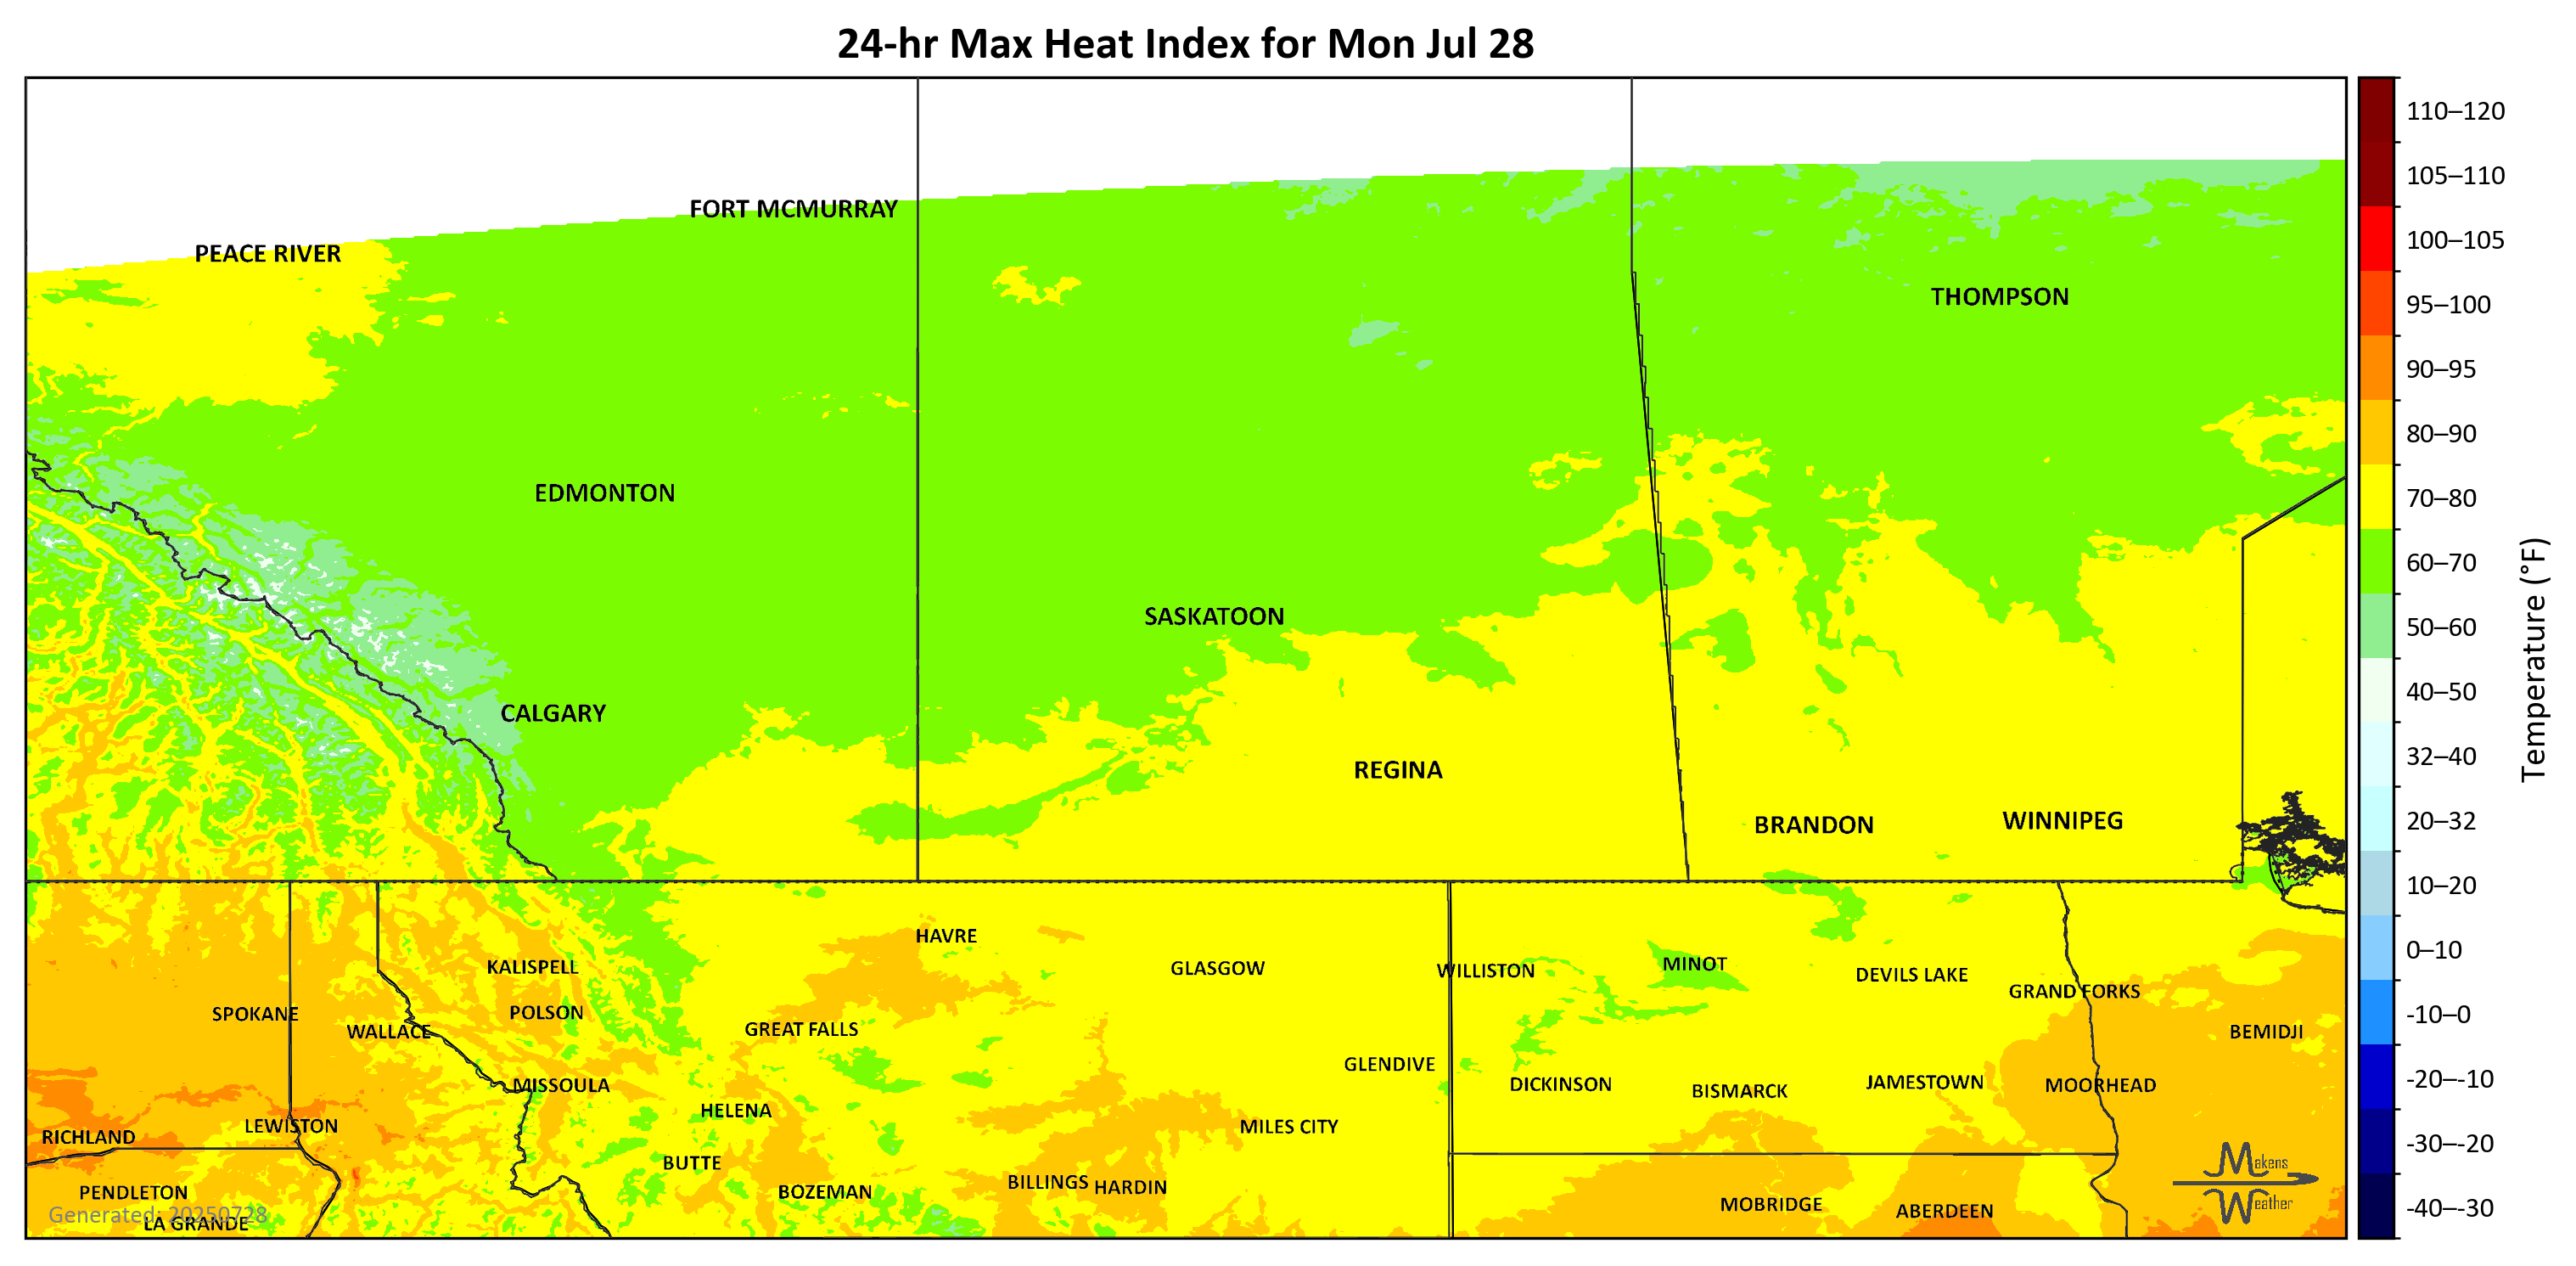 24-hr Max Heat Index for Mon Jul 28
110–120
105–110
100–105
95–100
90–95
80–90
70–80
60–70
50–60
40–50
32–40
20–32
10–20
0–10
-10–0
-20–-10
-30–-20
-40–-30
Temperature (°F)
FORT MCMURRAY
PEACE RIVER
THOMPSON
EDMONTON
SASKATOON
CALGARY
REGINA
BRANDON
WINNIPEG
HAVRE
KALISPELL
GLASGOW
WILLISTON
MINOT
DEVILS LAKE
GRAND FORKS
SPOKANE
POLSON
WALLACE
GREAT FALLS
BEMIDJI
GLENDIVE
MISSOULA
DICKINSON
BISMARCK
JAMESTOWN
MOORHEAD
HELENA
LEWISTON
MILES CITY
RICHLAND
BUTTE
BILLINGS
HARDIN
PENDLETON
BOZEMAN
MOBRIDGE
ABERDEEN
LA GRANDE
Generated: 20250728
Makens
Weather